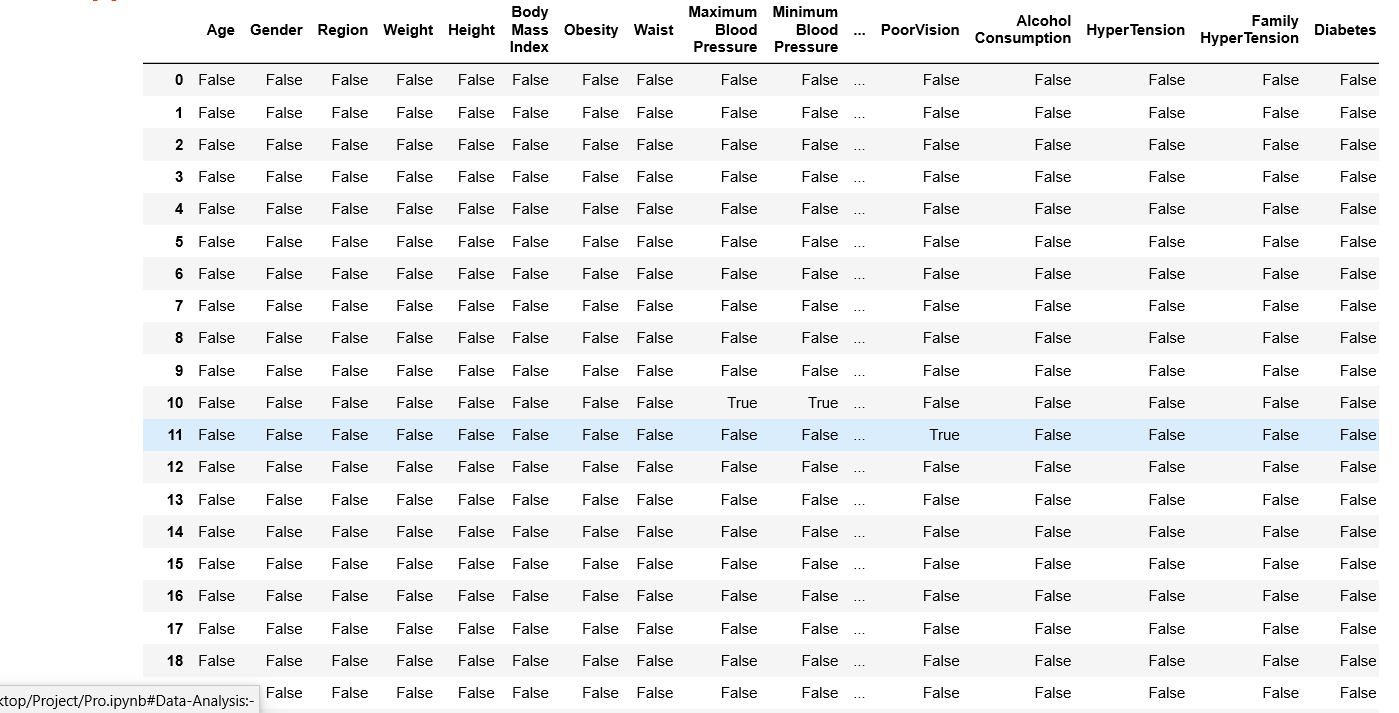 Age Gender Region Weight Height Body Mass Index Obesity Waist Maximum Blood Pressure Minimum Blood Pressure ... PoorVision Alcohol Consumption HyperTension Family HyperTension Diabetes
0 False False False False False False False False False False ... False False False False False
1 False False False False False False False False False False ... False False False False False
2 False False False False False False False False False False ... False False False False False
3 False False False False False False False False False False ... False False False False False
4 False False False False False False False False False False ... False False False False False
5 False False False False False False False False False False ... False False False False False
6 False False False False False False False False False False ... False False False False False
7 False False False False False False False False False False ... False False False False False
8 False False False False False False False False False False ... False False False False False
9 False False False False False False False False False False ... False False False False False
10 False False False False False False False False True True ... False False False False False
11 False False False False False False False False False False ... True False False False False
12 False False False False False False False False False False ... False False False False False
13 False False False False False False False False False False ... False False False False False
14 False False False False False False False False False False ... False False False False False
15 False False False False False False False False False False ... False False False False False
16 False False False False False False False False False False ... False False False False False
17 False False False False False False False False False False ... False False False False False
18 False False False False False False False False False False ... False False False False False
False False False False False False False False False ... False False False False False
ktop/Project/Pro.ipynb#Data-Analysis:-